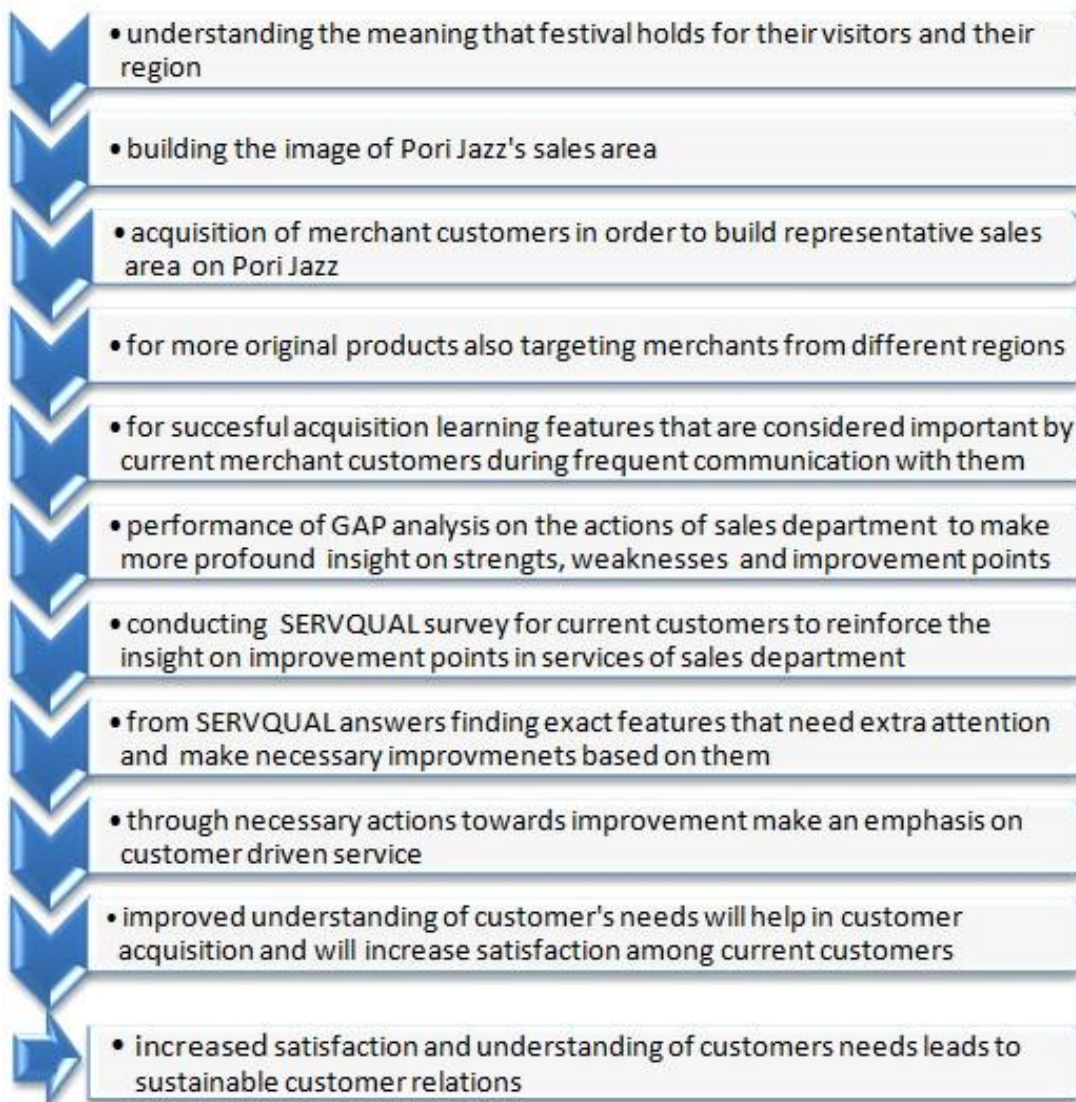 • understanding the meaning that festival holds for their visitors and their
region
• building the image of Pori Jazz's sales area
• acquisition of merchant customers in order to build representative sales
area on Pori Jazz
• for more original products also targeting merchants from different regions
• for succesful acquisition learning features that are considered important by
current merchant customers during frequent communication with them
• performance of GAP analysis on the actions of sales department to make
more profound insight on strengts, weaknesses and improvement points
• conducting SERVQUAL survey for current customers to reinforce the
insight on improvement points in services of sales department
• from SERVQUAL answers finding exact features that need extra attention
and make necessary improvmenets based on them
• through necessary actions towards improvement make an emphasis on
customer driven service
• improved understanding of customer's needs will help in customer
acquisition and will increase satisfaction among current customers
• increased satisfaction and understanding of customers needs leads to
sustainable customer relations